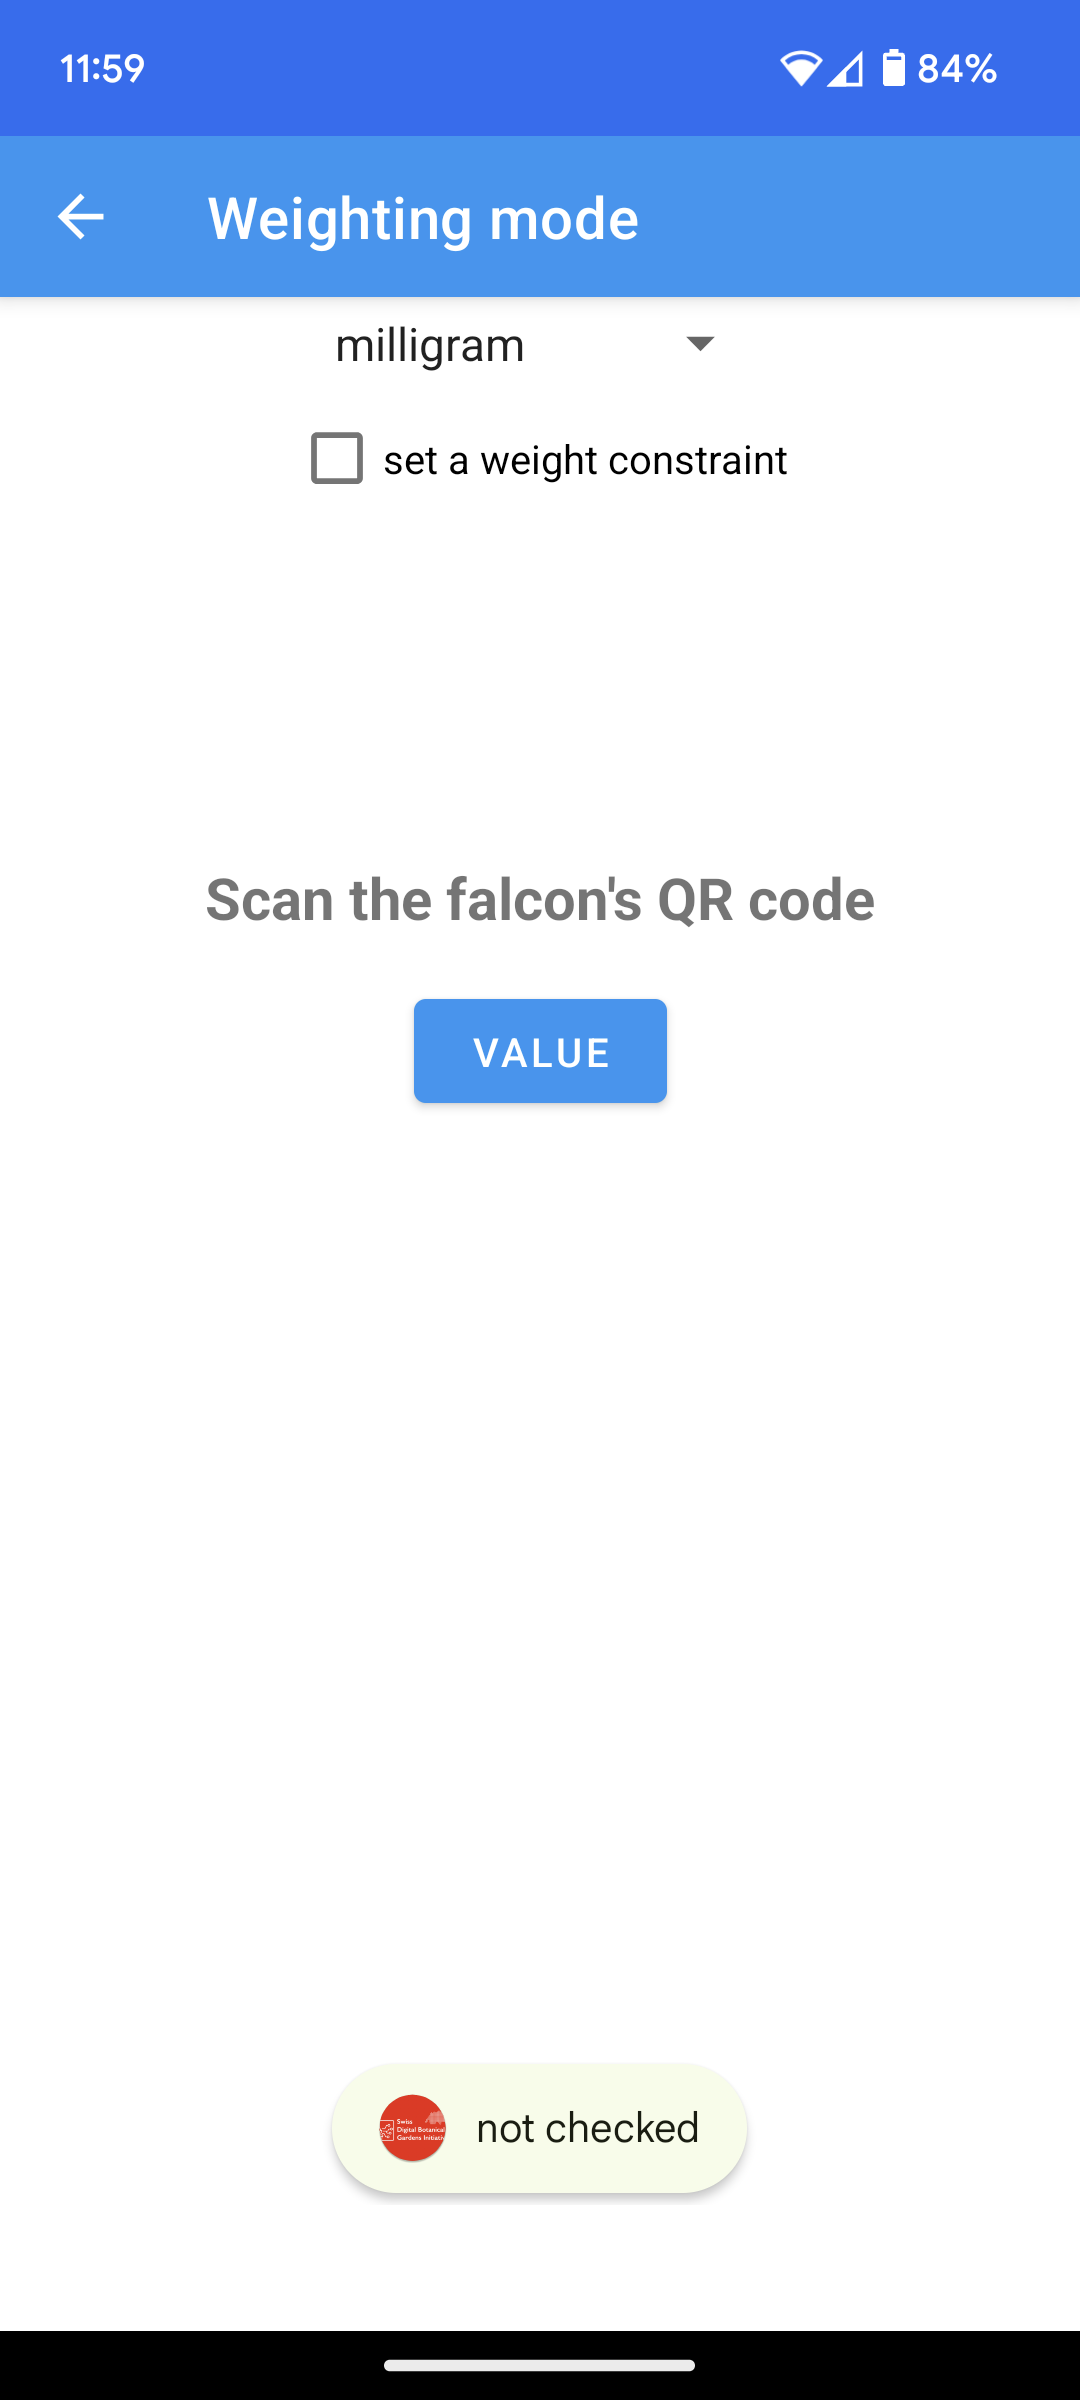 11:59
84%
Weighting mode
milligram
set a weight constraint
Scan the falcon's QR code
VALUE
Swiss
Digital Botanical
Gardens Initiativ
not checked